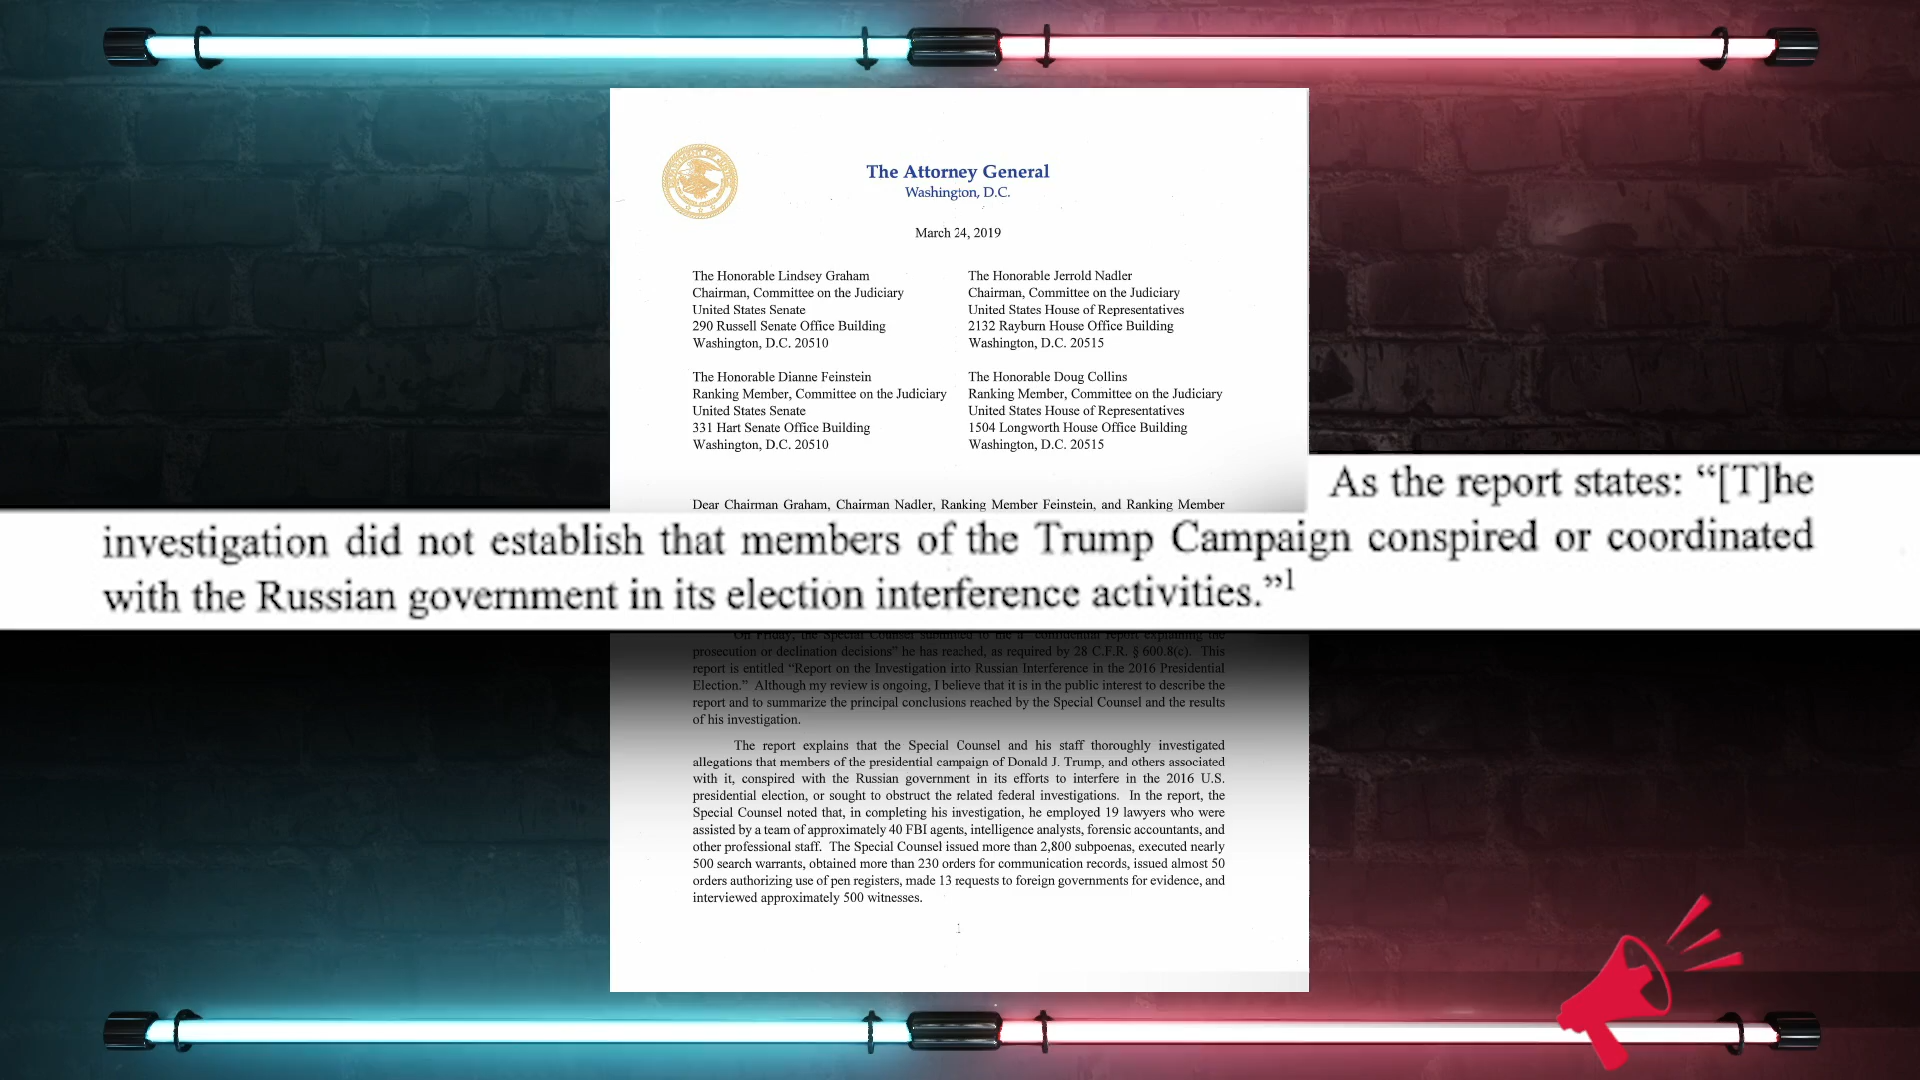 The Attorney General
Washington, D.C.
March 24, 2019
The Honorable Lindsey Graham
Chairman, Committee on the Judiciary
United States Senate
290 Russell Senate Office Building
Washington, D.C. 20510
The Honorable Jerrold Nadler
Chairman, Committee on the Judiciary
United States House of Representatives
2132 Rayburn House Office Building
Washington, D.C. 20515
The Honorable Dianne Feinstein
Ranking Member, Committee on the Judiciary
United States Senate
331 Hart Senate Office Building
Washington, D.C. 20510
The Honorable Doug Collins
Ranking Member, Committee on the Judiciary
United States House of Representatives
1504 Longworth House Office Building
Washington, D.C. 20515
Dear Chairman Graham, Chairman Nadler, Ranking Member Feinstein, and Ranking Member
As the report states: “[T]he
investigation did not establish that members of the Trump Campaign conspired or coordinated
with the Russian government in its election interference activities.”1
On Friday, the Special Counsel submitted to me a “confidential report explaining the
prosecution or declination decisions” he has reached, as required by 28 C.F.R. § 600.8(c). This
report is entitled “Report on the Investigation into Russian Interference in the 2016 Presidential
Election.” Although my review is ongoing, I believe that it is in the public interest to describe the
report and to summarize the principal conclusions reached by the Special Counsel and the results
of his investigation.
The report explains that the Special Counsel and his staff thoroughly investigated
allegations that members of the presidential campaign of Donald J. Trump, and others associated
with it, conspired with the Russian government in its efforts to interfere in the 2016 U.S.
presidential election, or sought to obstruct the related federal investigations. In the report, the
Special Counsel noted that, in completing his investigation, he employed 19 lawyers who were
assisted by a team of approximately 40 FBI agents, intelligence analysts, forensic accountants, and
other professional staff. The Special Counsel issued more than 2,800 subpoenas, executed nearly
500 search warrants, obtained more than 230 orders for communication records, issued almost 50
orders authorizing use of pen registers, made 13 requests to foreign governments for evidence, and
interviewed approximately 500 witnesses.
1